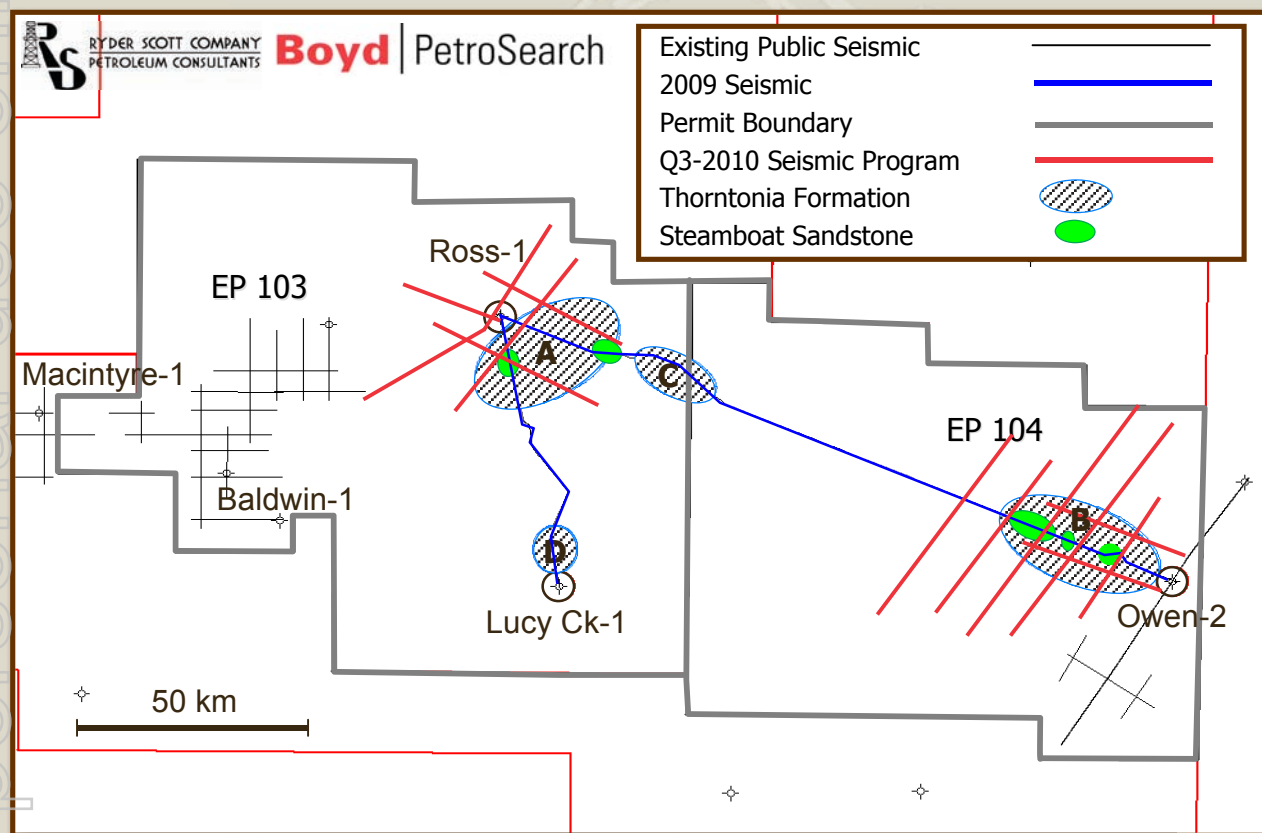 RS
RYDER SCOTT COMPANY
PETROLEUM CONSULTANTS
Boyd | PetroSearch
Existing Public Seismic
2009 Seismic
Permit Boundary
Q3-2010 Seismic Program
Thorntonia Formation
Steamboat Sandstone
Ross-1
EP 103
A
Macintyre-1
C
EP 104
Baldwin-1
B
D
Lucy Ck-1
Owen-2
50 km